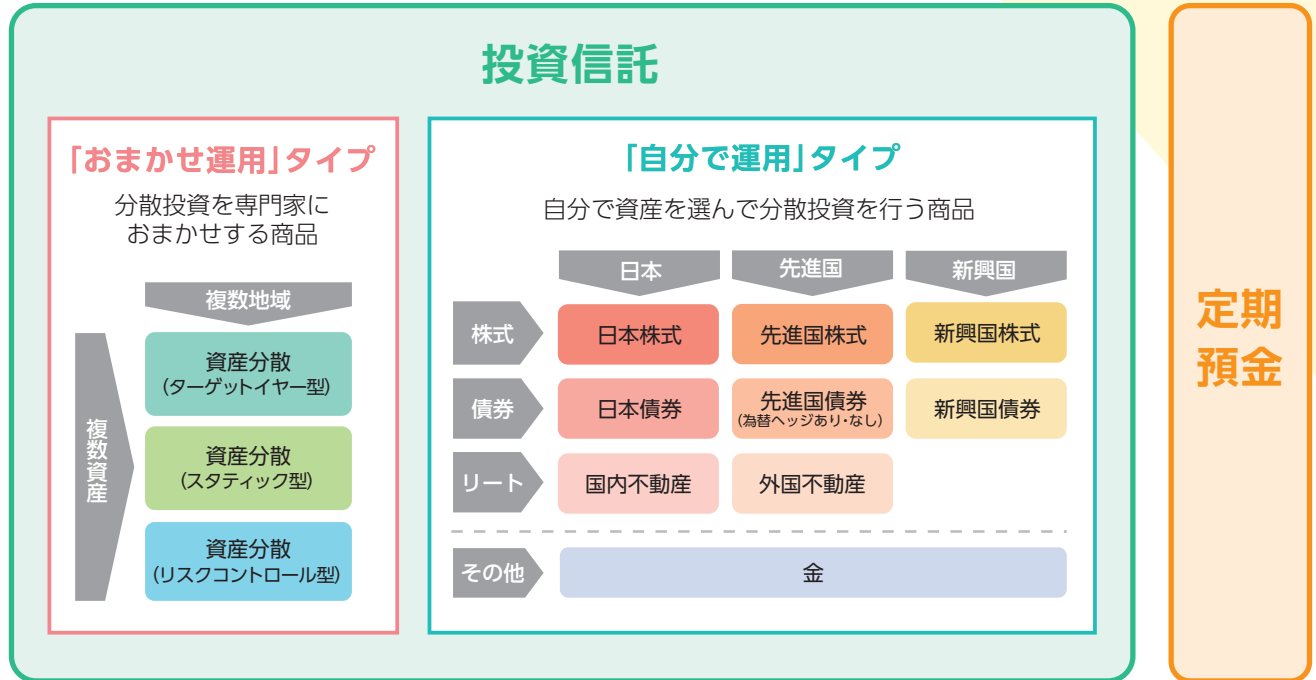 投資信託
「おまかせ運用」タイプ
分散投資を専門家に
おまかせする商品
複数地域
複数資産
資産分散
(ターゲットイヤー型)
資産分散
(スタティック型)
資産分散
(リスクコントロール型)
「自分で運用」タイプ
自分で資産を選んで分散投資を行う商品
日本
先進国
新興国
株式
日本株式
先進国株式
新興国株式
債券
日本債券
先進国債券
(為替ヘッジあり・なし)
新興国債券
リート
国内不動産
外国不動産
その他
金
定期
預金